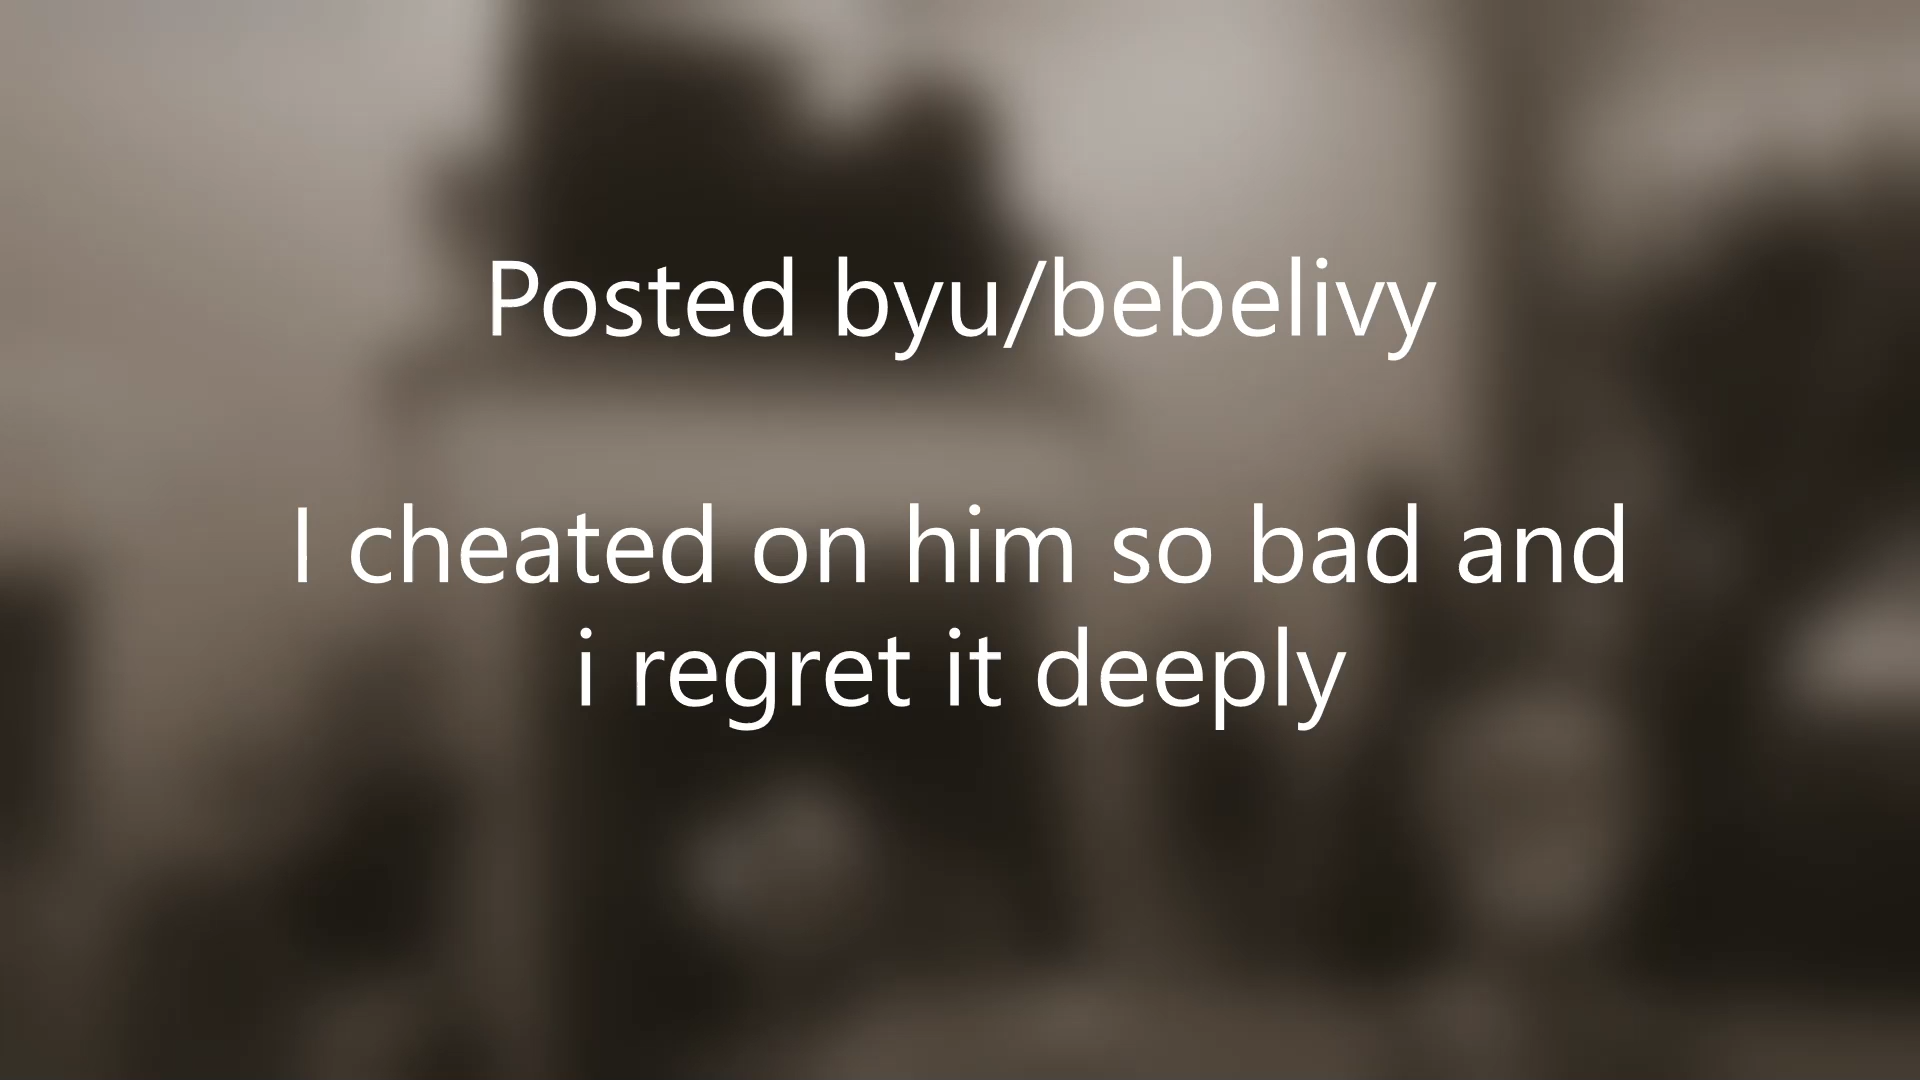 Posted byu/bebelivy
I cheated on him so bad and
i regret it deeply